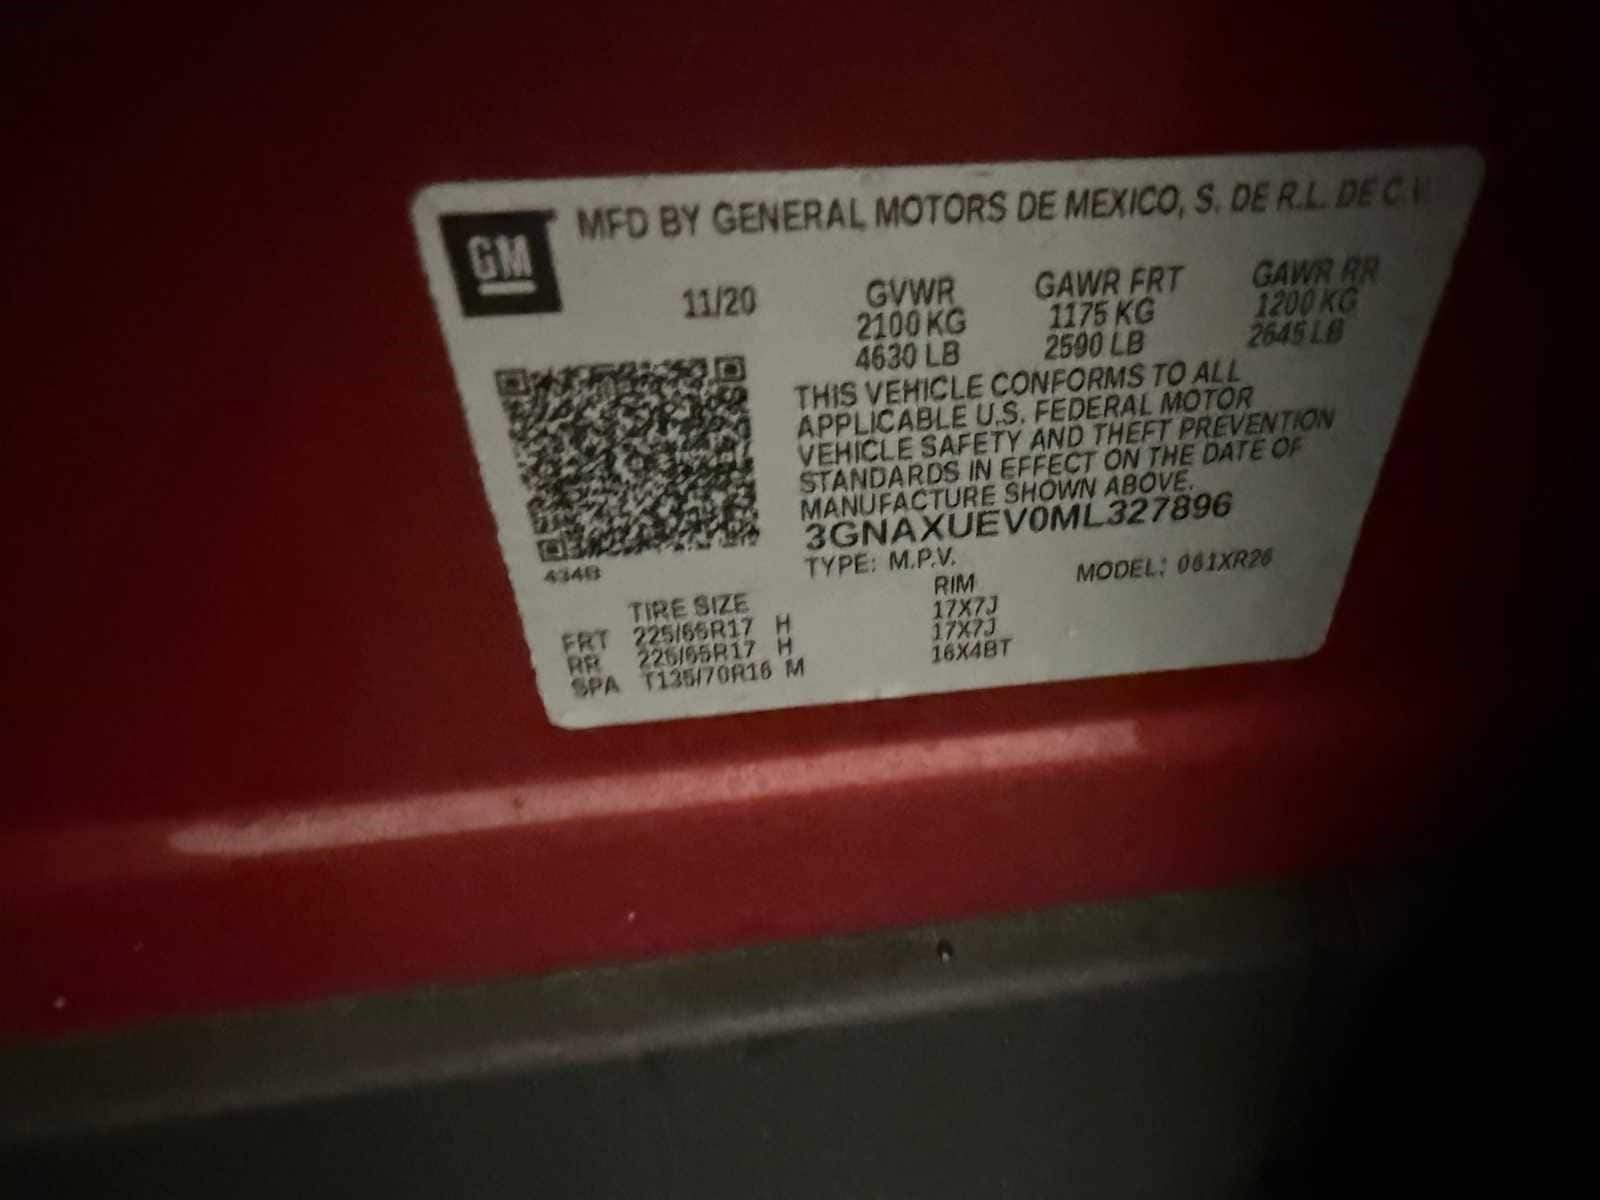 GM
MFD BY GENERAL MOTORS DE MEXICO, S. DE R.L. DE C.V.
11/20 GVWR GAWR FRT GAWR RR
2100 KG 1175 KG 1200 KG
4630 LB 2590 LB 2645 LB
THIS VEHICLE CONFORMS TO ALL
APPLICABLE U.S. FEDERAL MOTOR
VEHICLE SAFETY AND THEFT PREVENTION
STANDARDS IN EFFECT ON THE DATE OF
MANUFACTURE SHOWN ABOVE.
3GNAXUEV0ML327896
434B TYPE: M.P.V. MODEL: 061XR26
TIRE SIZE RIM
FRT 225/65R17 H 17X7J
RR 225/65R17 H 17X7J
SPA T135/70R16 M 16X4BT